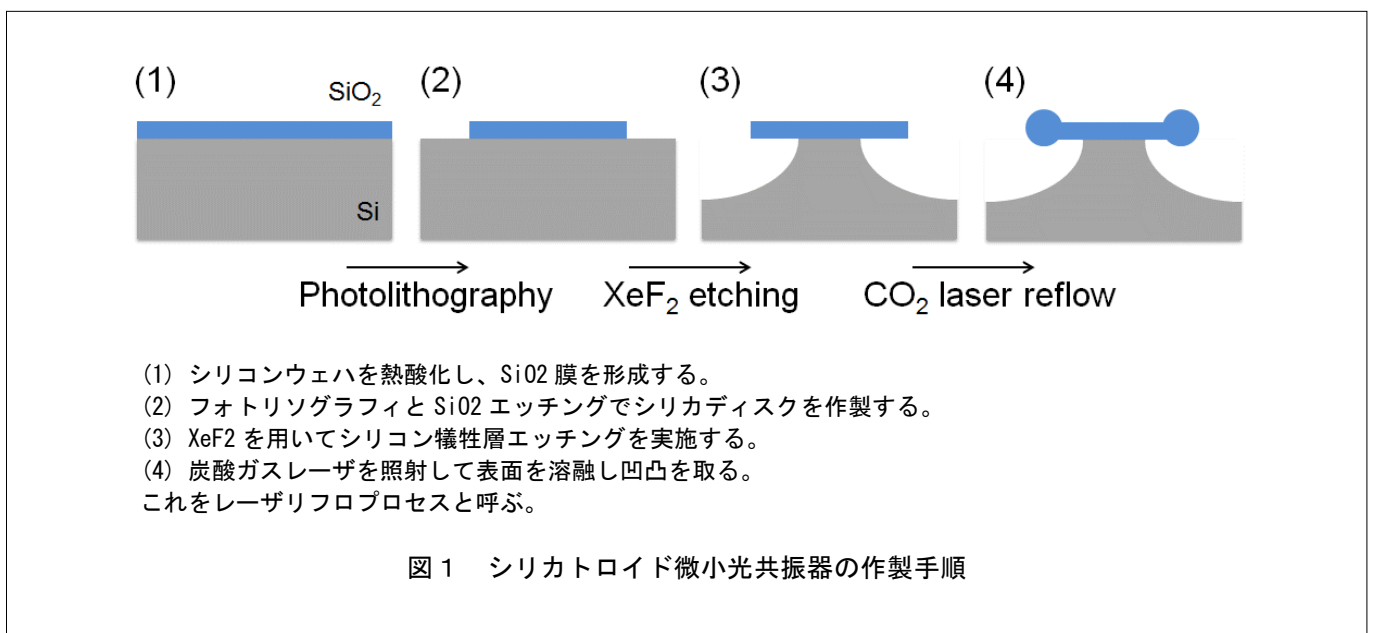 (1) (2) (3) (4)
SiO₂
Si
Photolithography XeF₂ etching CO₂ laser reflow
(1) シリコンウェハを熱酸化し、SiO2 膜を形成する。
(2) フォトリソグラフィと SiO2 エッチングでシリカディスクを作製する。
(3) XeF2 を用いてシリコン犠牲層エッチングを実施する。
(4) 炭酸ガスレーザを照射して表面を溶融し凹凸を取る。
これをレーザリフロプロセスと呼ぶ。
図１　シリカトロイド微小光共振器の作製手順